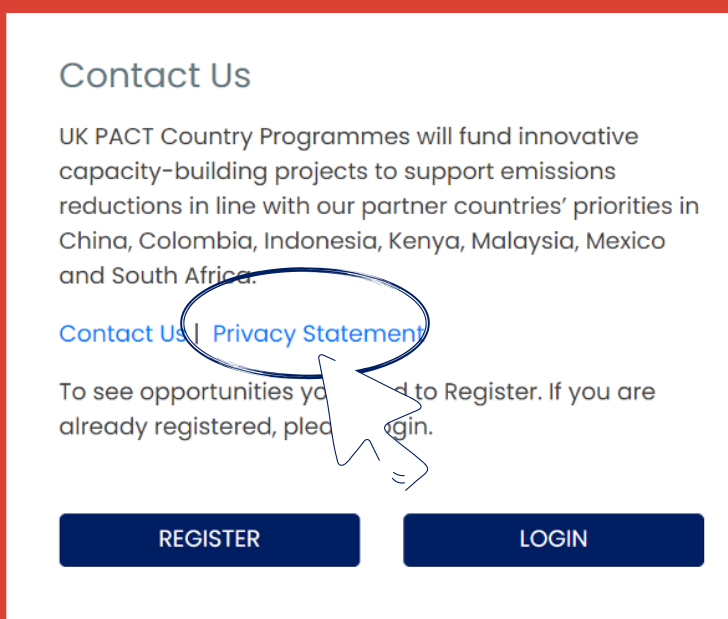 Contact Us
UK PACT Country Programmes will fund innovative
capacity-building projects to support emissions
reductions in line with our partner countries’ priorities in
China, Colombia, Indonesia, Kenya, Malaysia, Mexico
and South Africa.
Contact Us | Privacy Statement
To see opportunities to Register. If you are
already registered,
REGISTER LOGIN